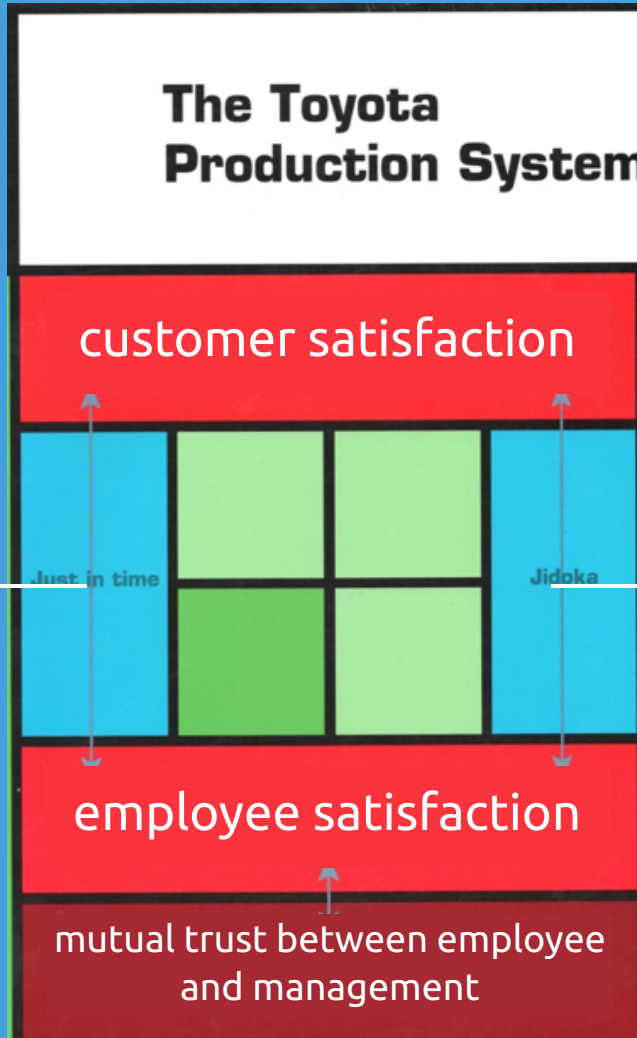 The Toyota
Production System
customer satisfaction
Just in time
Jidoka
employee satisfaction
mutual trust between employee
and management